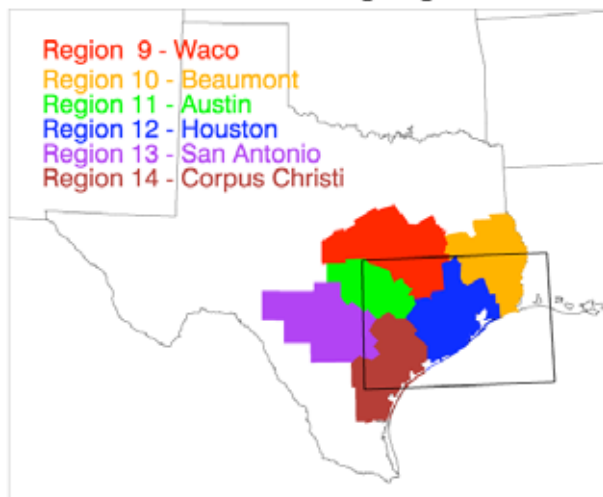 Region 9 - Waco
Region 10 - Beaumont
Region 11 - Austin
Region 12 - Houston
Region 13 - San Antonio
Region 14 - Corpus Christi